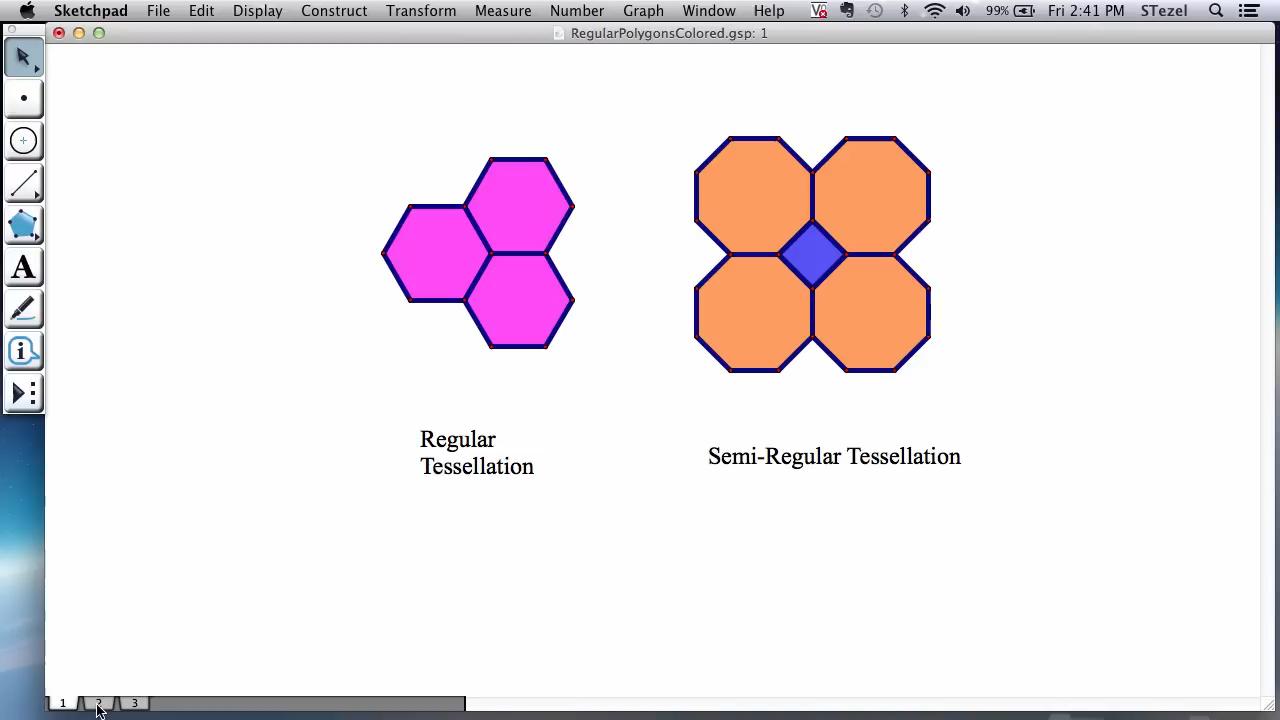 Sketchpad File Edit Display Construct Transform Measure Number Graph Window Help 99% Fri 2:41 PM STezel
RegularPolygonsColored.gsp: 1
A
Regular
Tessellation
Semi-Regular Tessellation
1 2 3